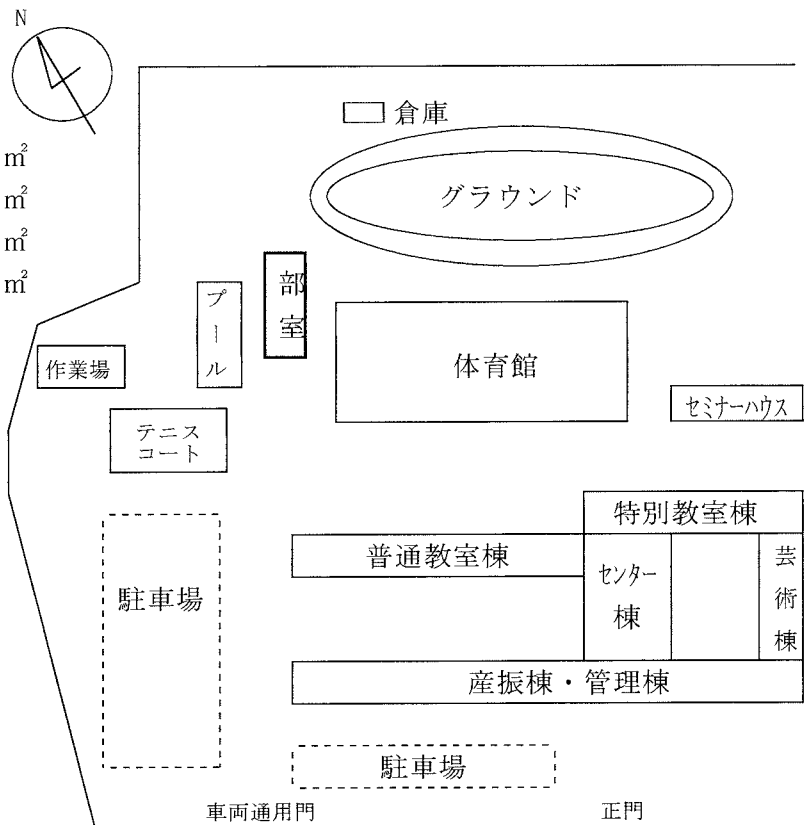 N
倉庫
㎡
㎡
㎡
㎡
グラウンド
部室
プール
体育館
作業場
セミナーハウス
テニス
コート
特別教室棟
普通教室棟
センター
棟
芸術棟
駐車場
産振棟・管理棟
駐車場
車両通用門
正門